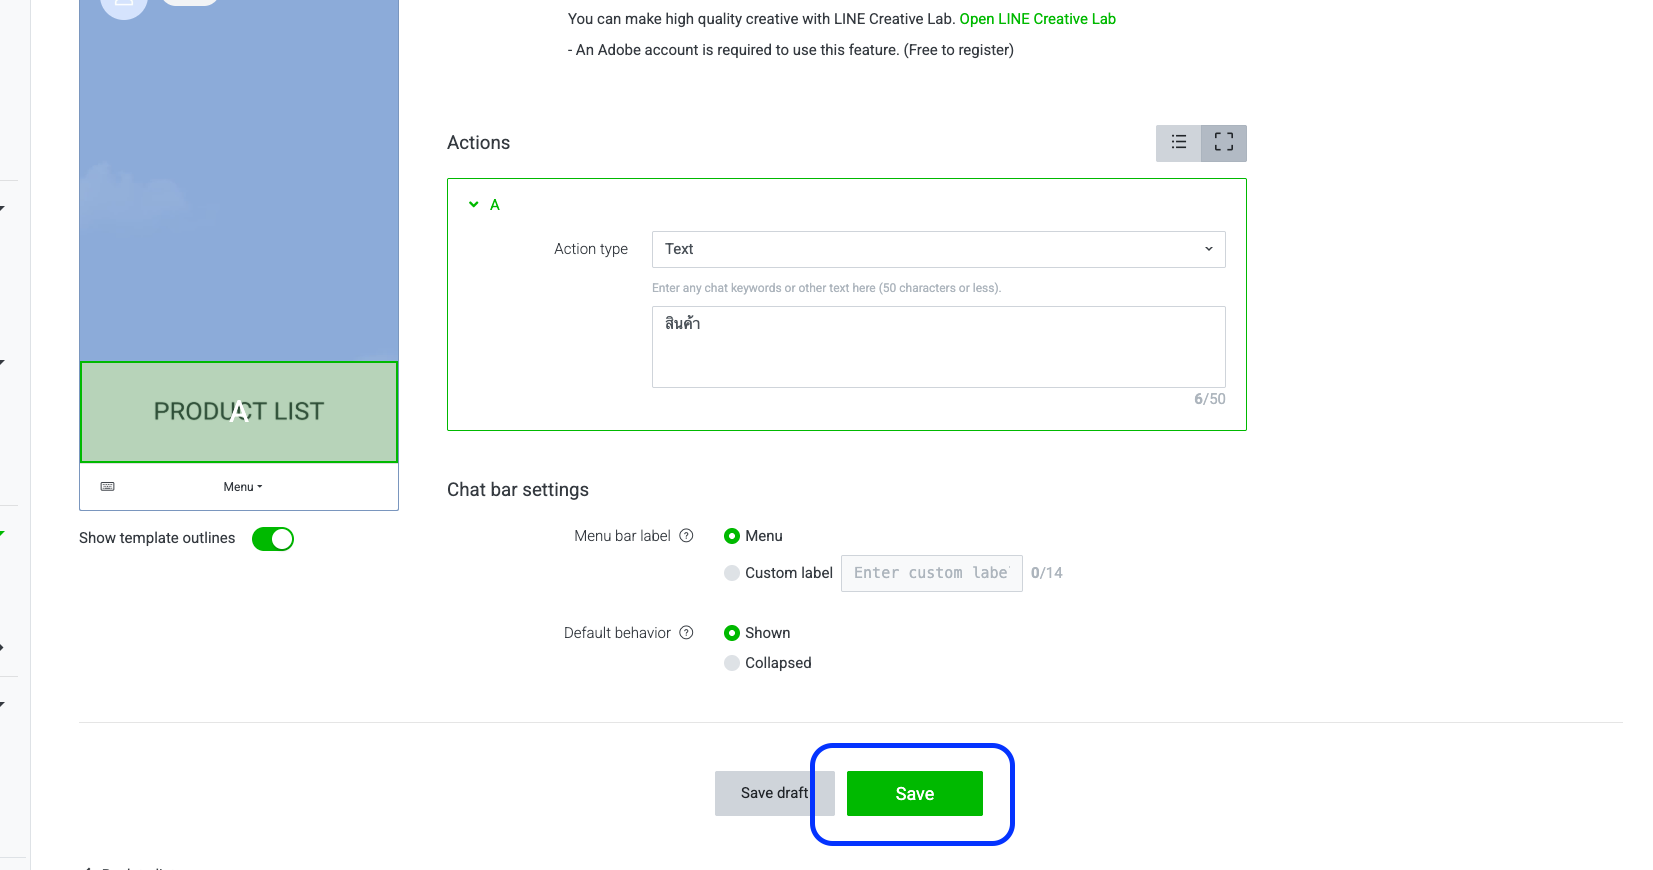 You can make high quality creative with LINE Creative Lab. Open LINE Creative Lab
- An Adobe account is required to use this feature. (Free to register)
Actions
A
Action type
Text
Enter any chat keywords or other text here (50 characters or less).
สินค้า
6/50
PRODUCT LIST
A
Menu
Show template outlines
Chat bar settings
Menu bar label ?
Menu
Custom label
Enter custom label
0/14
Default behavior ?
Shown
Collapsed
Save draft
Save